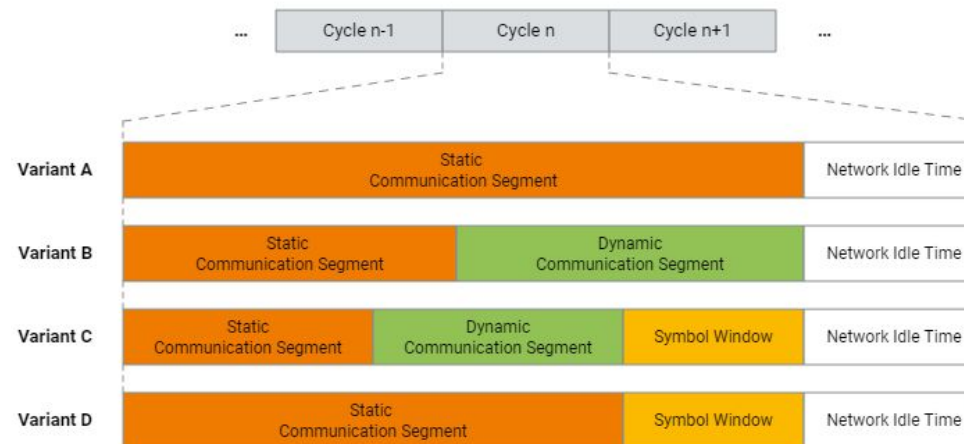 ... Cycle n-1 Cycle n Cycle n+1 ...
Static
Variant A Communication Segment Network Idle Time
Static Dynamic
Variant B Communication Segment Communication Segment Network Idle Time
Static Dynamic
Variant C Communication Segment Communication Segment Symbol Window Network Idle Time
Static
Variant D Communication Segment Symbol Window Network Idle Time